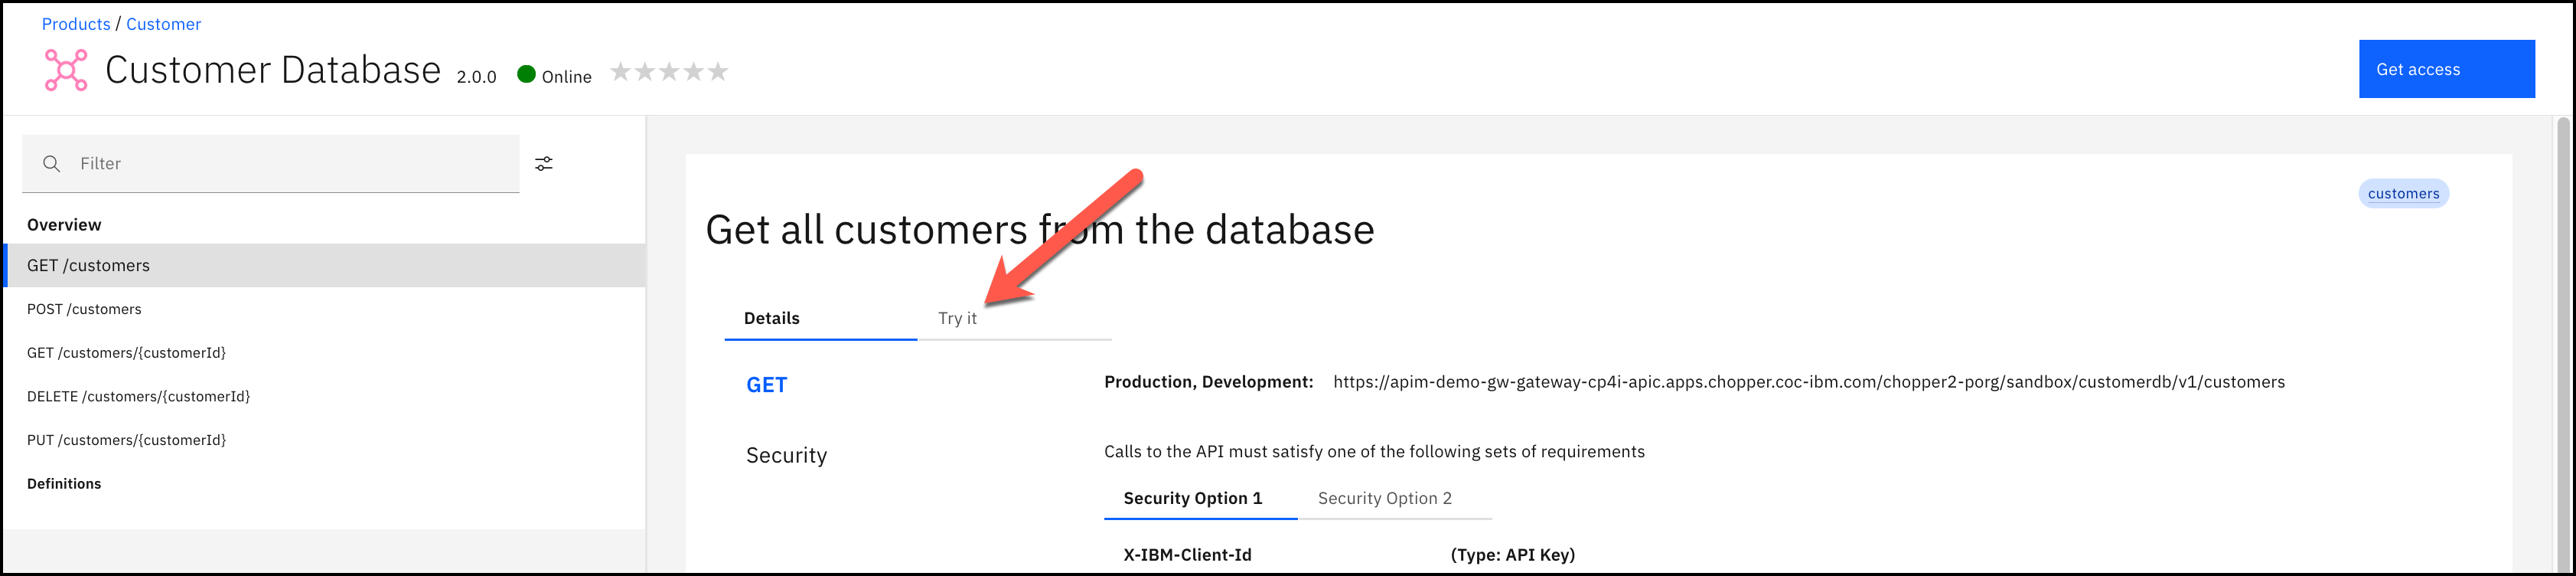 Products / Customer
Customer Database 2.0.0 Online
Get access
Filter
Overview
GET /customers
POST /customers
GET /customers/{customerId}
DELETE /customers/{customerId}
PUT /customers/{customerId}
Definitions
customers
Get all customers from the database
Details Try it
GET Production, Development: https://apim-demo-gw-gateway-cp4i-apic.apps.chopper.coc-ibm.com/chopper2-porg/sandbox/customerdb/v1/customers
Security Calls to the API must satisfy one of the following sets of requirements
Security Option 1 Security Option 2
X-IBM-Client-Id (Type: API Key)